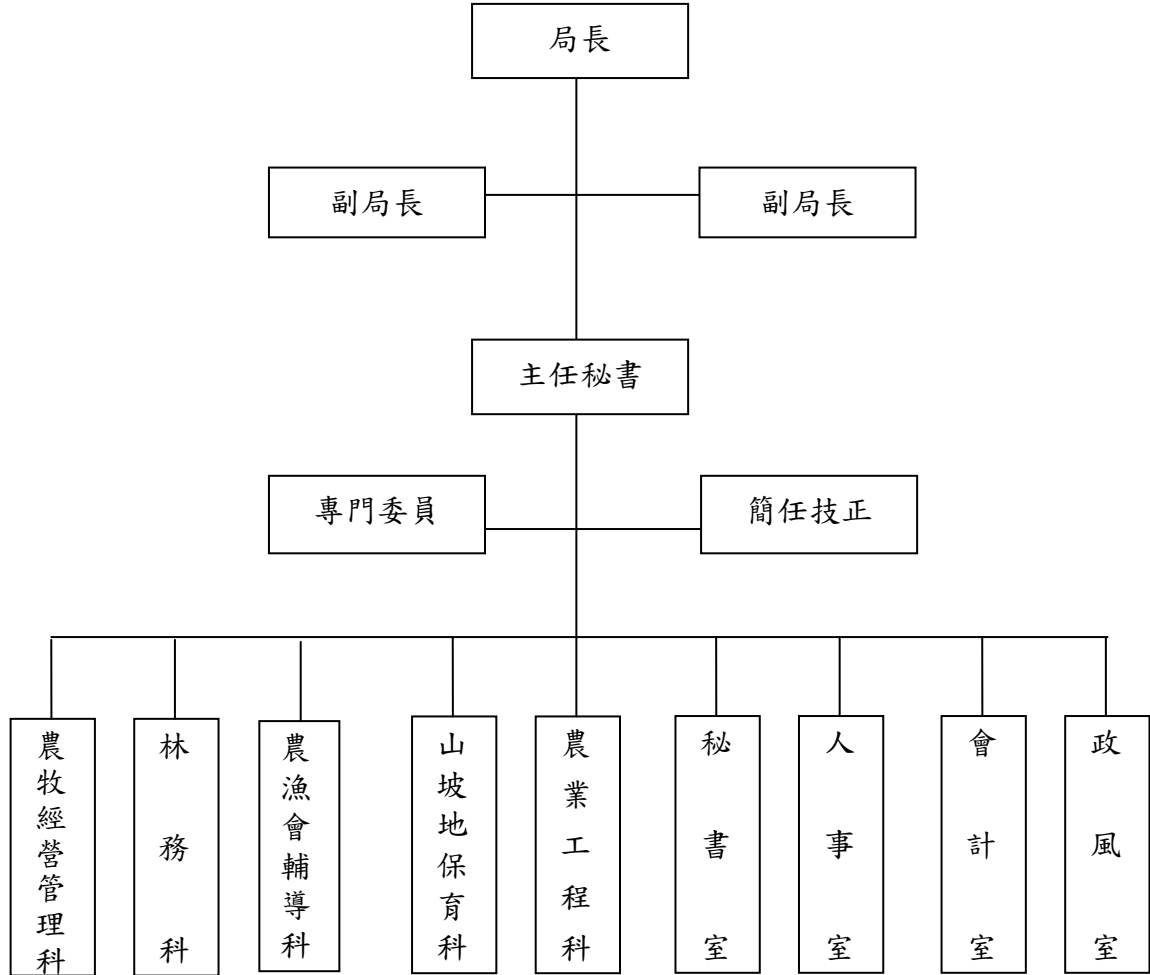 局長
副局長
副局長
主任秘書
專門委員
簡任技正
農牧經營管理科
林務科
農漁會輔導科
山坡地保育科
農業工程科
秘書室
人事室
會計室
政風室